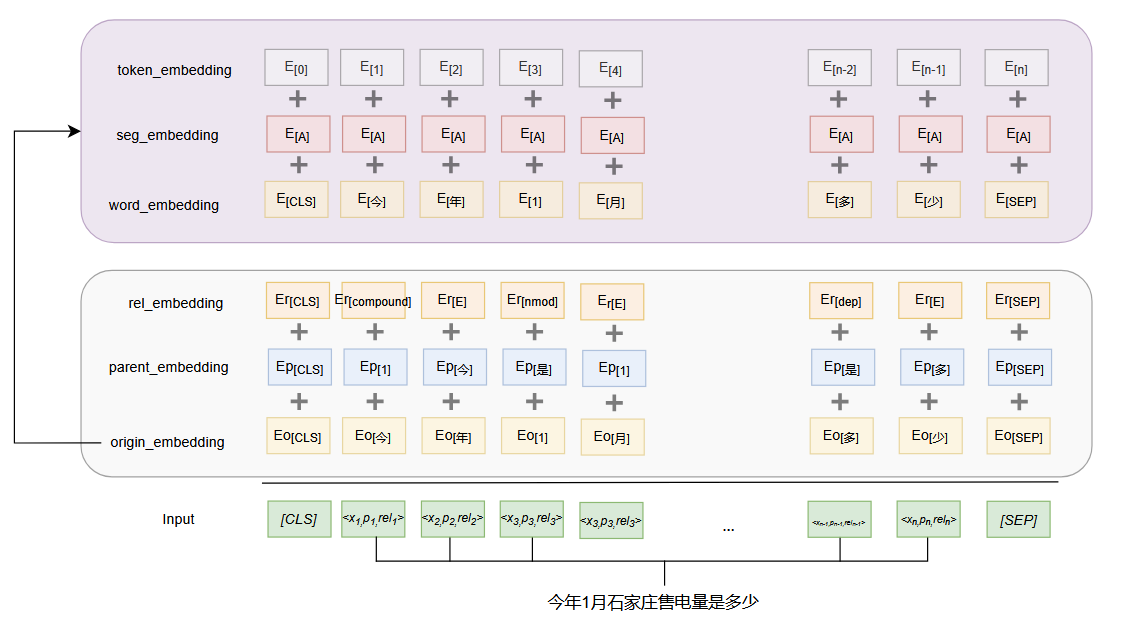 token_embedding E[0] E[1] E[2] E[3] E[4] E[n-2] E[n-1] E[n]
+ + + + + + + +
seg_embedding E[A] E[A] E[A] E[A] E[A] E[A] E[A] E[A]
+ + + + + + + +
word_embedding E[CLS] E[今] E[年] E[1] E[月] E[多] E[少] E[SEP]
rel_embedding Er[CLS] Er[compound] Er[E] Er[nmod] Er[E] Er[dep] Er[E] Er[SEP]
+ + + + + + + +
parent_embedding Ep[CLS] Ep[1] Ep[今] Ep[是] Ep[1] Ep[是] Ep[多] Ep[SEP]
+ + + + + + + +
origin_embedding Eo[CLS] Eo[今] Eo[年] Eo[1] Eo[月] Eo[多] Eo[少] Eo[SEP]
Input [CLS] <x1,p1,rel1> <x2,p2,rel2> <x3,p3,rel3> <x3,p3,rel3> ... <xn-1,pn-1,reln-1> <xn,pn,reln> [SEP]
今年1月石家庄售电量是多少